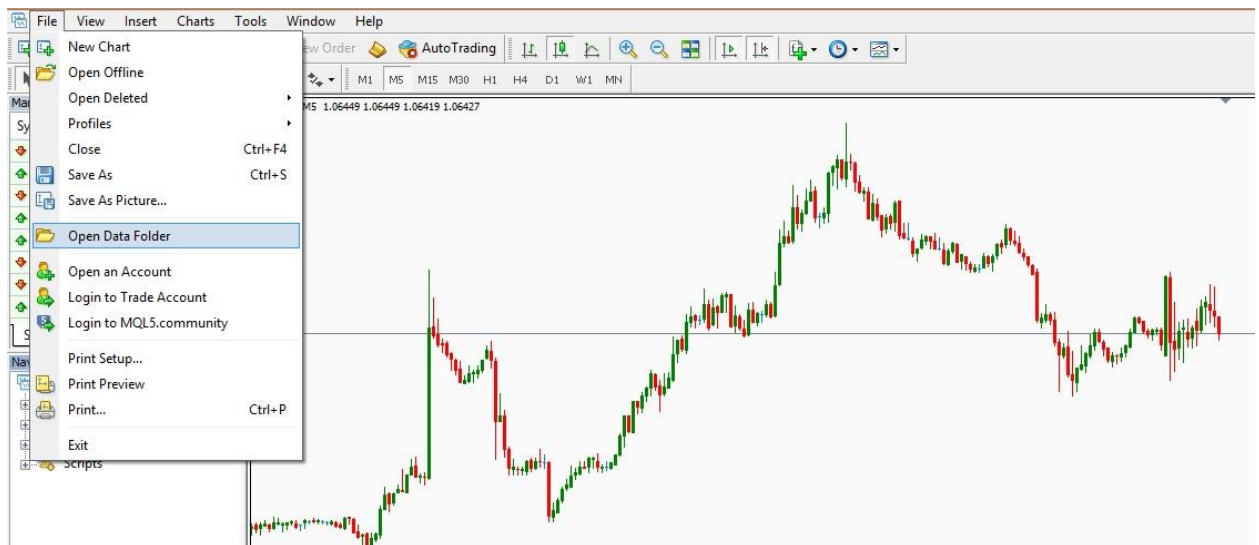 File View Insert Charts Tools Window Help
New Chart
ew Order AutoTrading
Open Offline
M1 M5 M15 M30 H1 H4 D1 W1 MN
Open Deleted
Mar
M5 1.06449 1.06449 1.06419 1.06427
Profiles
Sy
Close Ctrl+F4
Save As Ctrl+S
Save As Picture...
Open Data Folder
Open an Account
Login to Trade Account
Login to MQL5.community
S
Print Setup...
Nav
Print Preview
Print... Ctrl+P
Exit
Scripts